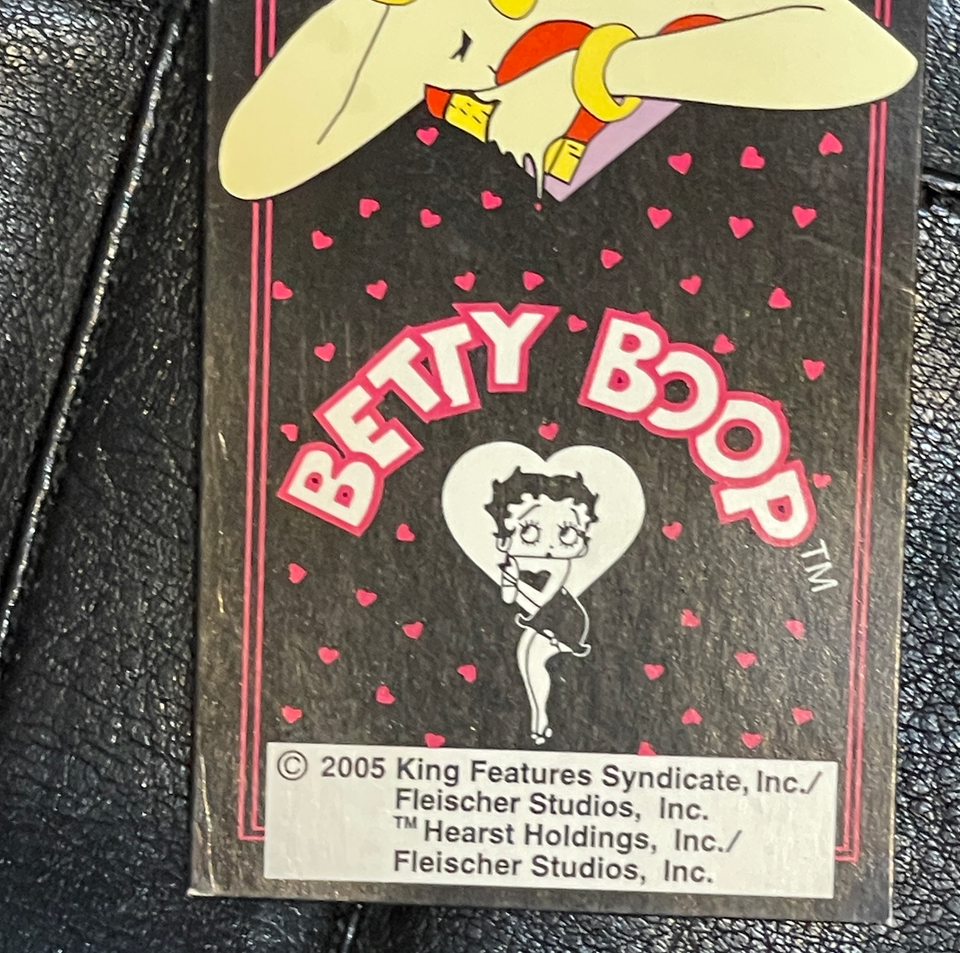 BETTY BOOP™
© 2005 King Features Syndicate, Inc./
Fleischer Studios, Inc.
™ Hearst Holdings, Inc./
Fleischer Studios, Inc.